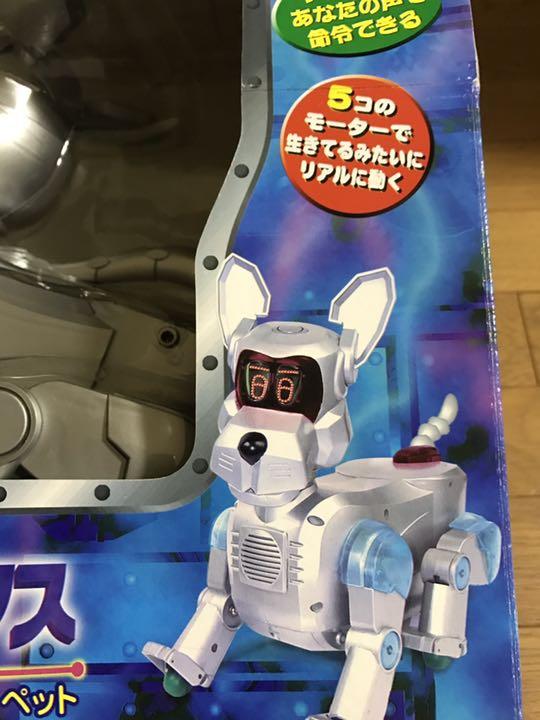 あなたの声で
命令できる
5コの
モーターで
生きてるみたいに
リアルに動く
ス
ペット